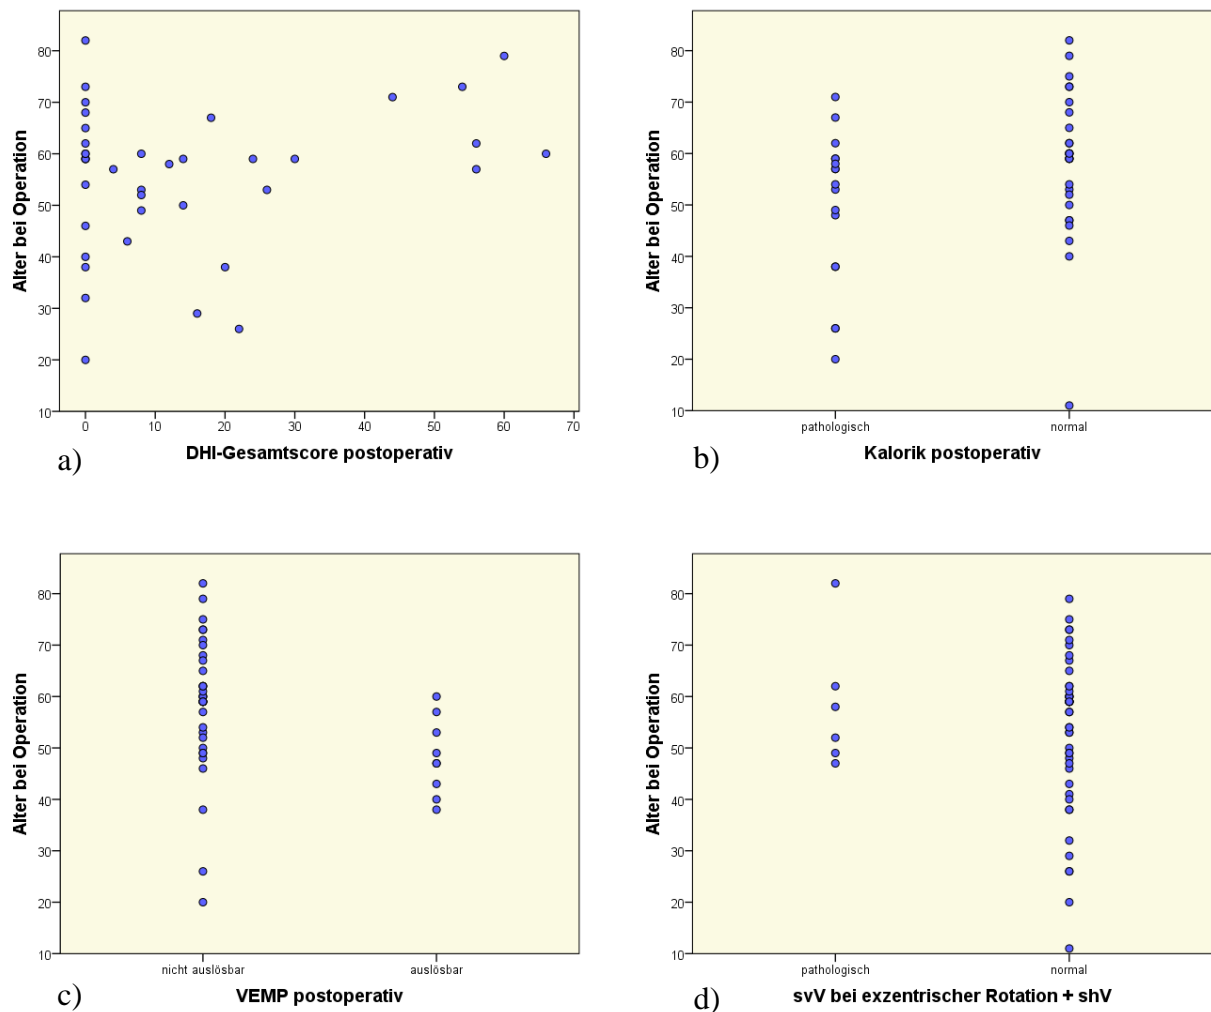 80
70
60
50
40
30
20
10
Alter bei Operation
0 10 20 30 40 50 60 70
DHI-Gesamtscore postoperativ
a)
80
70
60
50
40
30
20
10
Alter bei Operation
pathologisch normal
Kalorik postoperativ
b)
80
70
60
50
40
30
20
10
Alter bei Operation
nicht auslösbar auslösbar
VEMP postoperativ
c)
80
70
60
50
40
30
20
10
Alter bei Operation
pathologisch normal
svV bei exzentrischer Rotation + shV
d)